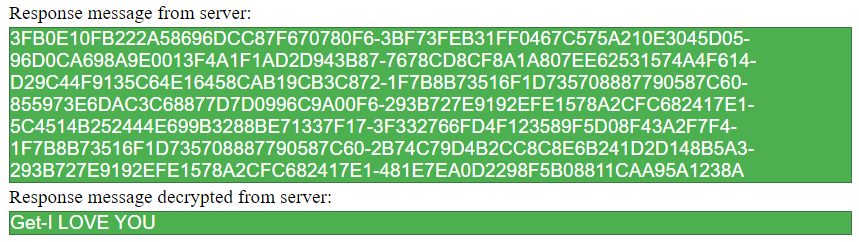 Response message from server:
3FB0E10FB222A58696DCC87F670780F6-3BF73FEB31FF0467C575A210E3045D05-
96D0CA698A9E0013F4A1F1AD2D943B87-7678CD8CF8A1A807EE62531574A4F614-
D29C44F9135C64E16458CAB19CB3C872-1F7B8B73516F1D735708887790587C60-
855973E6DAC3C68877D7D0996C9A00F6-293B727E9192EFE1578A2CFC682417E1-
5C4514B252444E699B3288BE71337F17-3F332766FD4F123589F5D08F43A2F7F4-
1F7B8B73516F1D735708887790587C60-2B74C79D4B2CC8C8E6B241D2D148B5A3-
293B727E9192EFE1578A2CFC682417E1-481E7EA0D2298F5B08811CAA95A1238A
Response message decrypted from server:
Get-I LOVE YOU